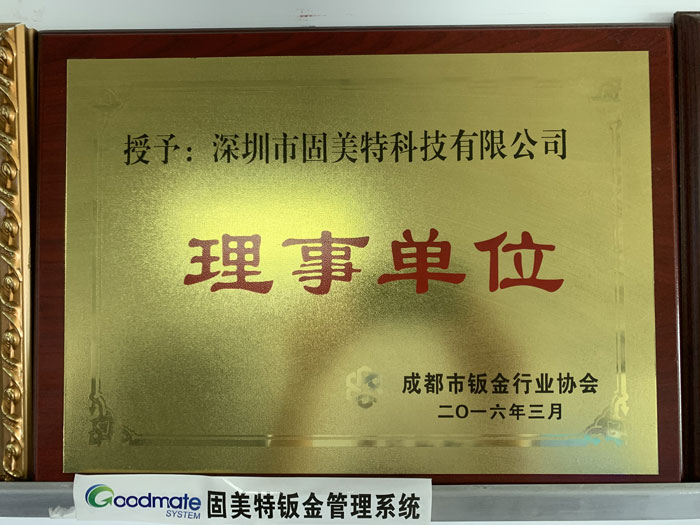 授予：深圳市固美特科技有限公司
理事单位
成都市钣金行业协会
二〇一六年三月
Goodmate 固美特钣金管理系统
SYSTEM